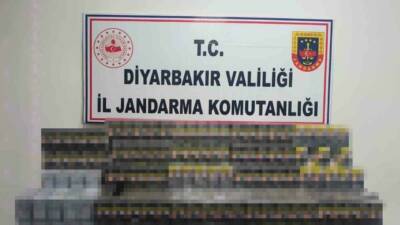 T.C.
DİYARBAKIR VALİLİĞİ
İL JANDARMA KOMUTANLIĞI